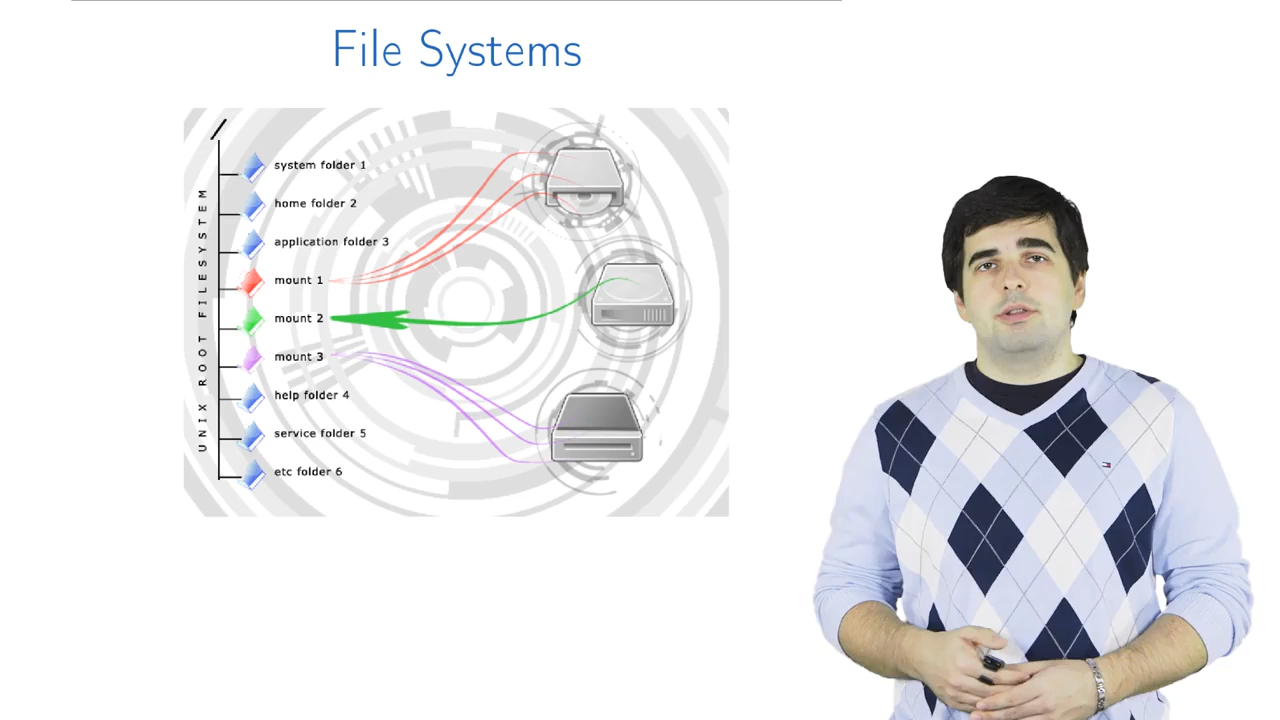 File Systems
/
UNIX ROOT FILESYSTEM
system folder 1
home folder 2
application folder 3
mount 1
mount 2
mount 3
help folder 4
service folder 5
etc folder 6